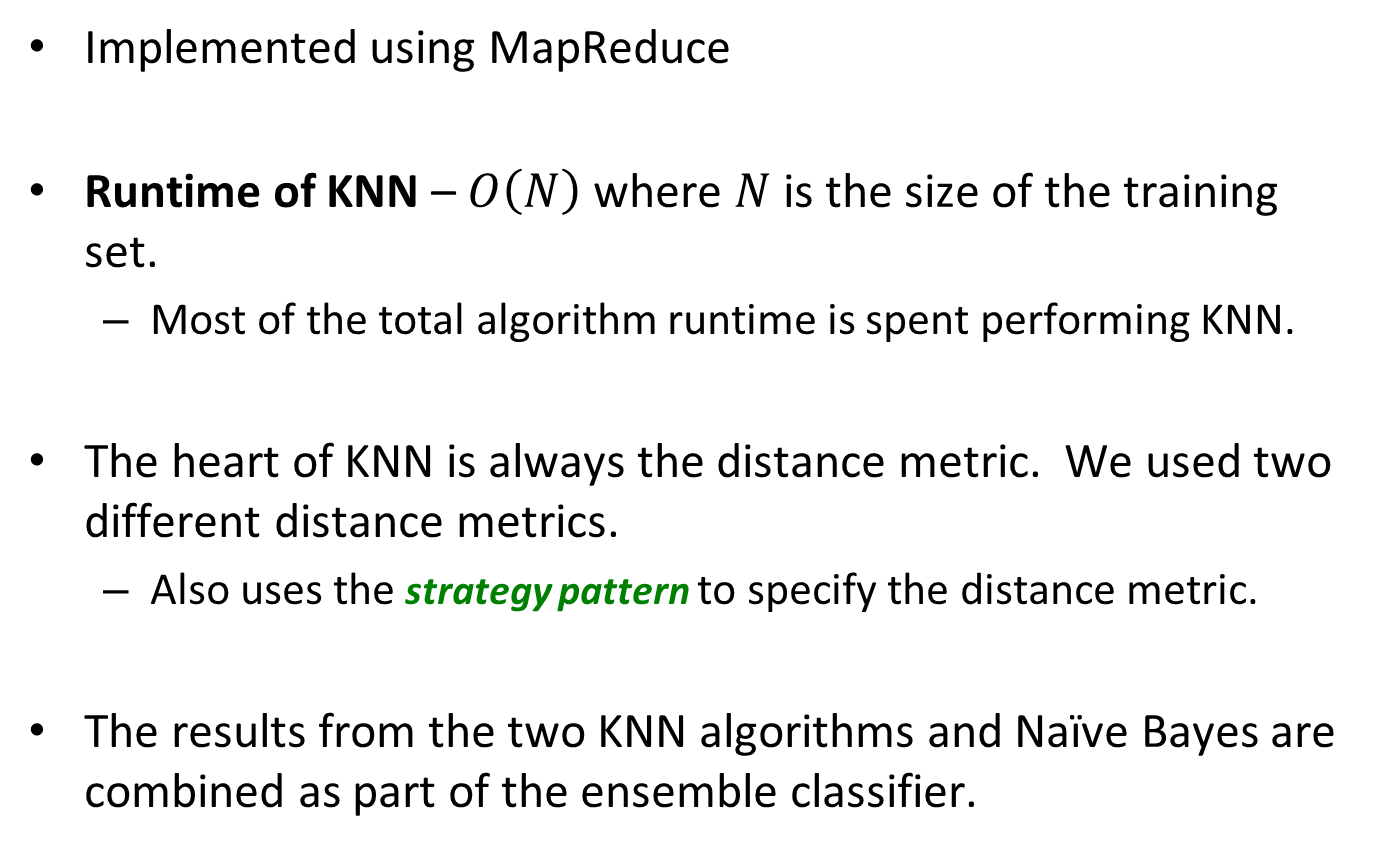 • Implemented using MapReduce
• Runtime of KNN – O(N) where N is the size of the training
set.
– Most of the total algorithm runtime is spent performing KNN.
• The heart of KNN is always the distance metric.  We used two
different distance metrics.
– Also uses the strategy pattern to specify the distance metric.
• The results from the two KNN algorithms and Naïve Bayes are
combined as part of the ensemble classifier.